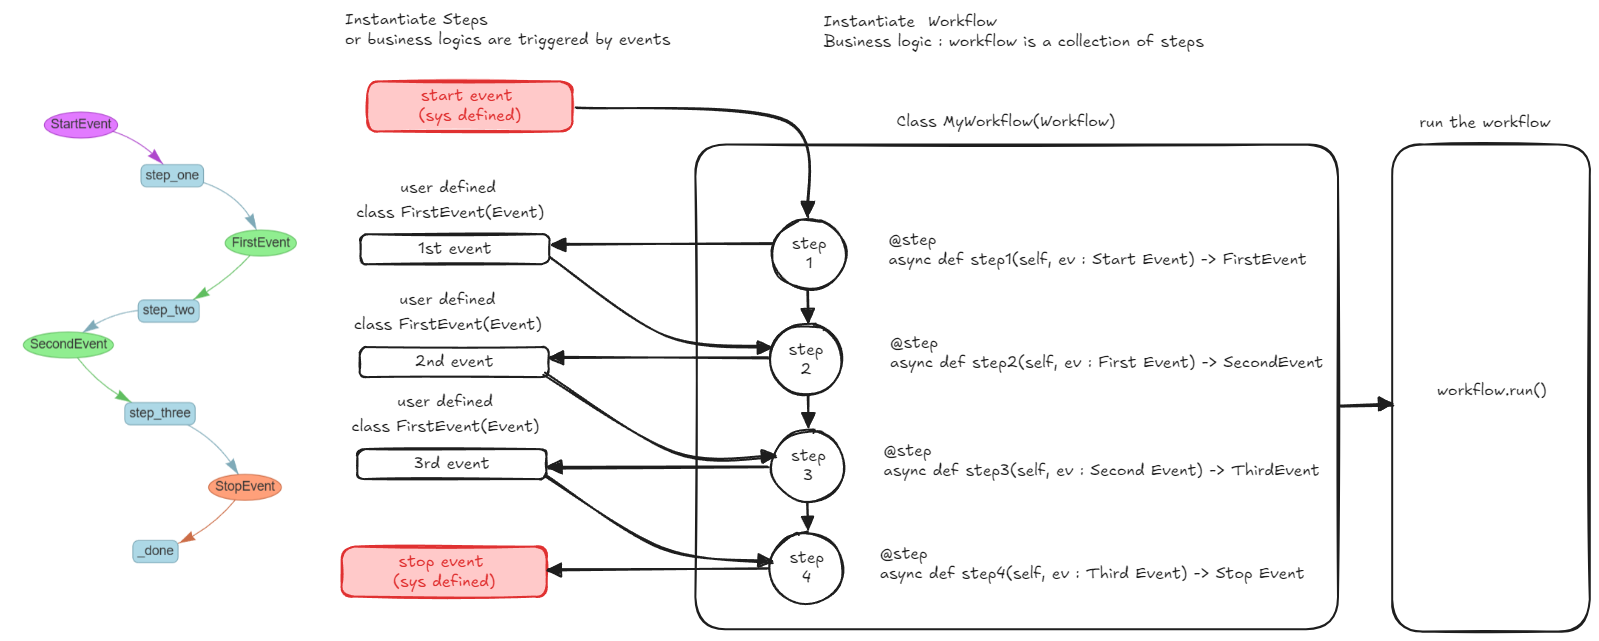 Instantiate Steps
or business logics are triggered by events
Instantiate Workflow
Business logic : workflow is a collection of steps
StartEvent
step_one
FirstEvent
step_two
SecondEvent
step_three
StopEvent
_done
start event
(sys defined)
user defined
class FirstEvent(Event)
1st event
user defined
class FirstEvent(Event)
2nd event
user defined
class FirstEvent(Event)
3rd event
stop event
(sys defined)
Class MyWorkflow(Workflow)
step
1
@step
async def step1(self, ev : Start Event) -> FirstEvent
step
2
@step
async def step2(self, ev : First Event) -> SecondEvent
step
3
@step
async def step3(self, ev : Second Event) -> ThirdEvent
step
4
@step
async def step4(self, ev : Third Event) -> Stop Event
run the workflow
workflow.run()